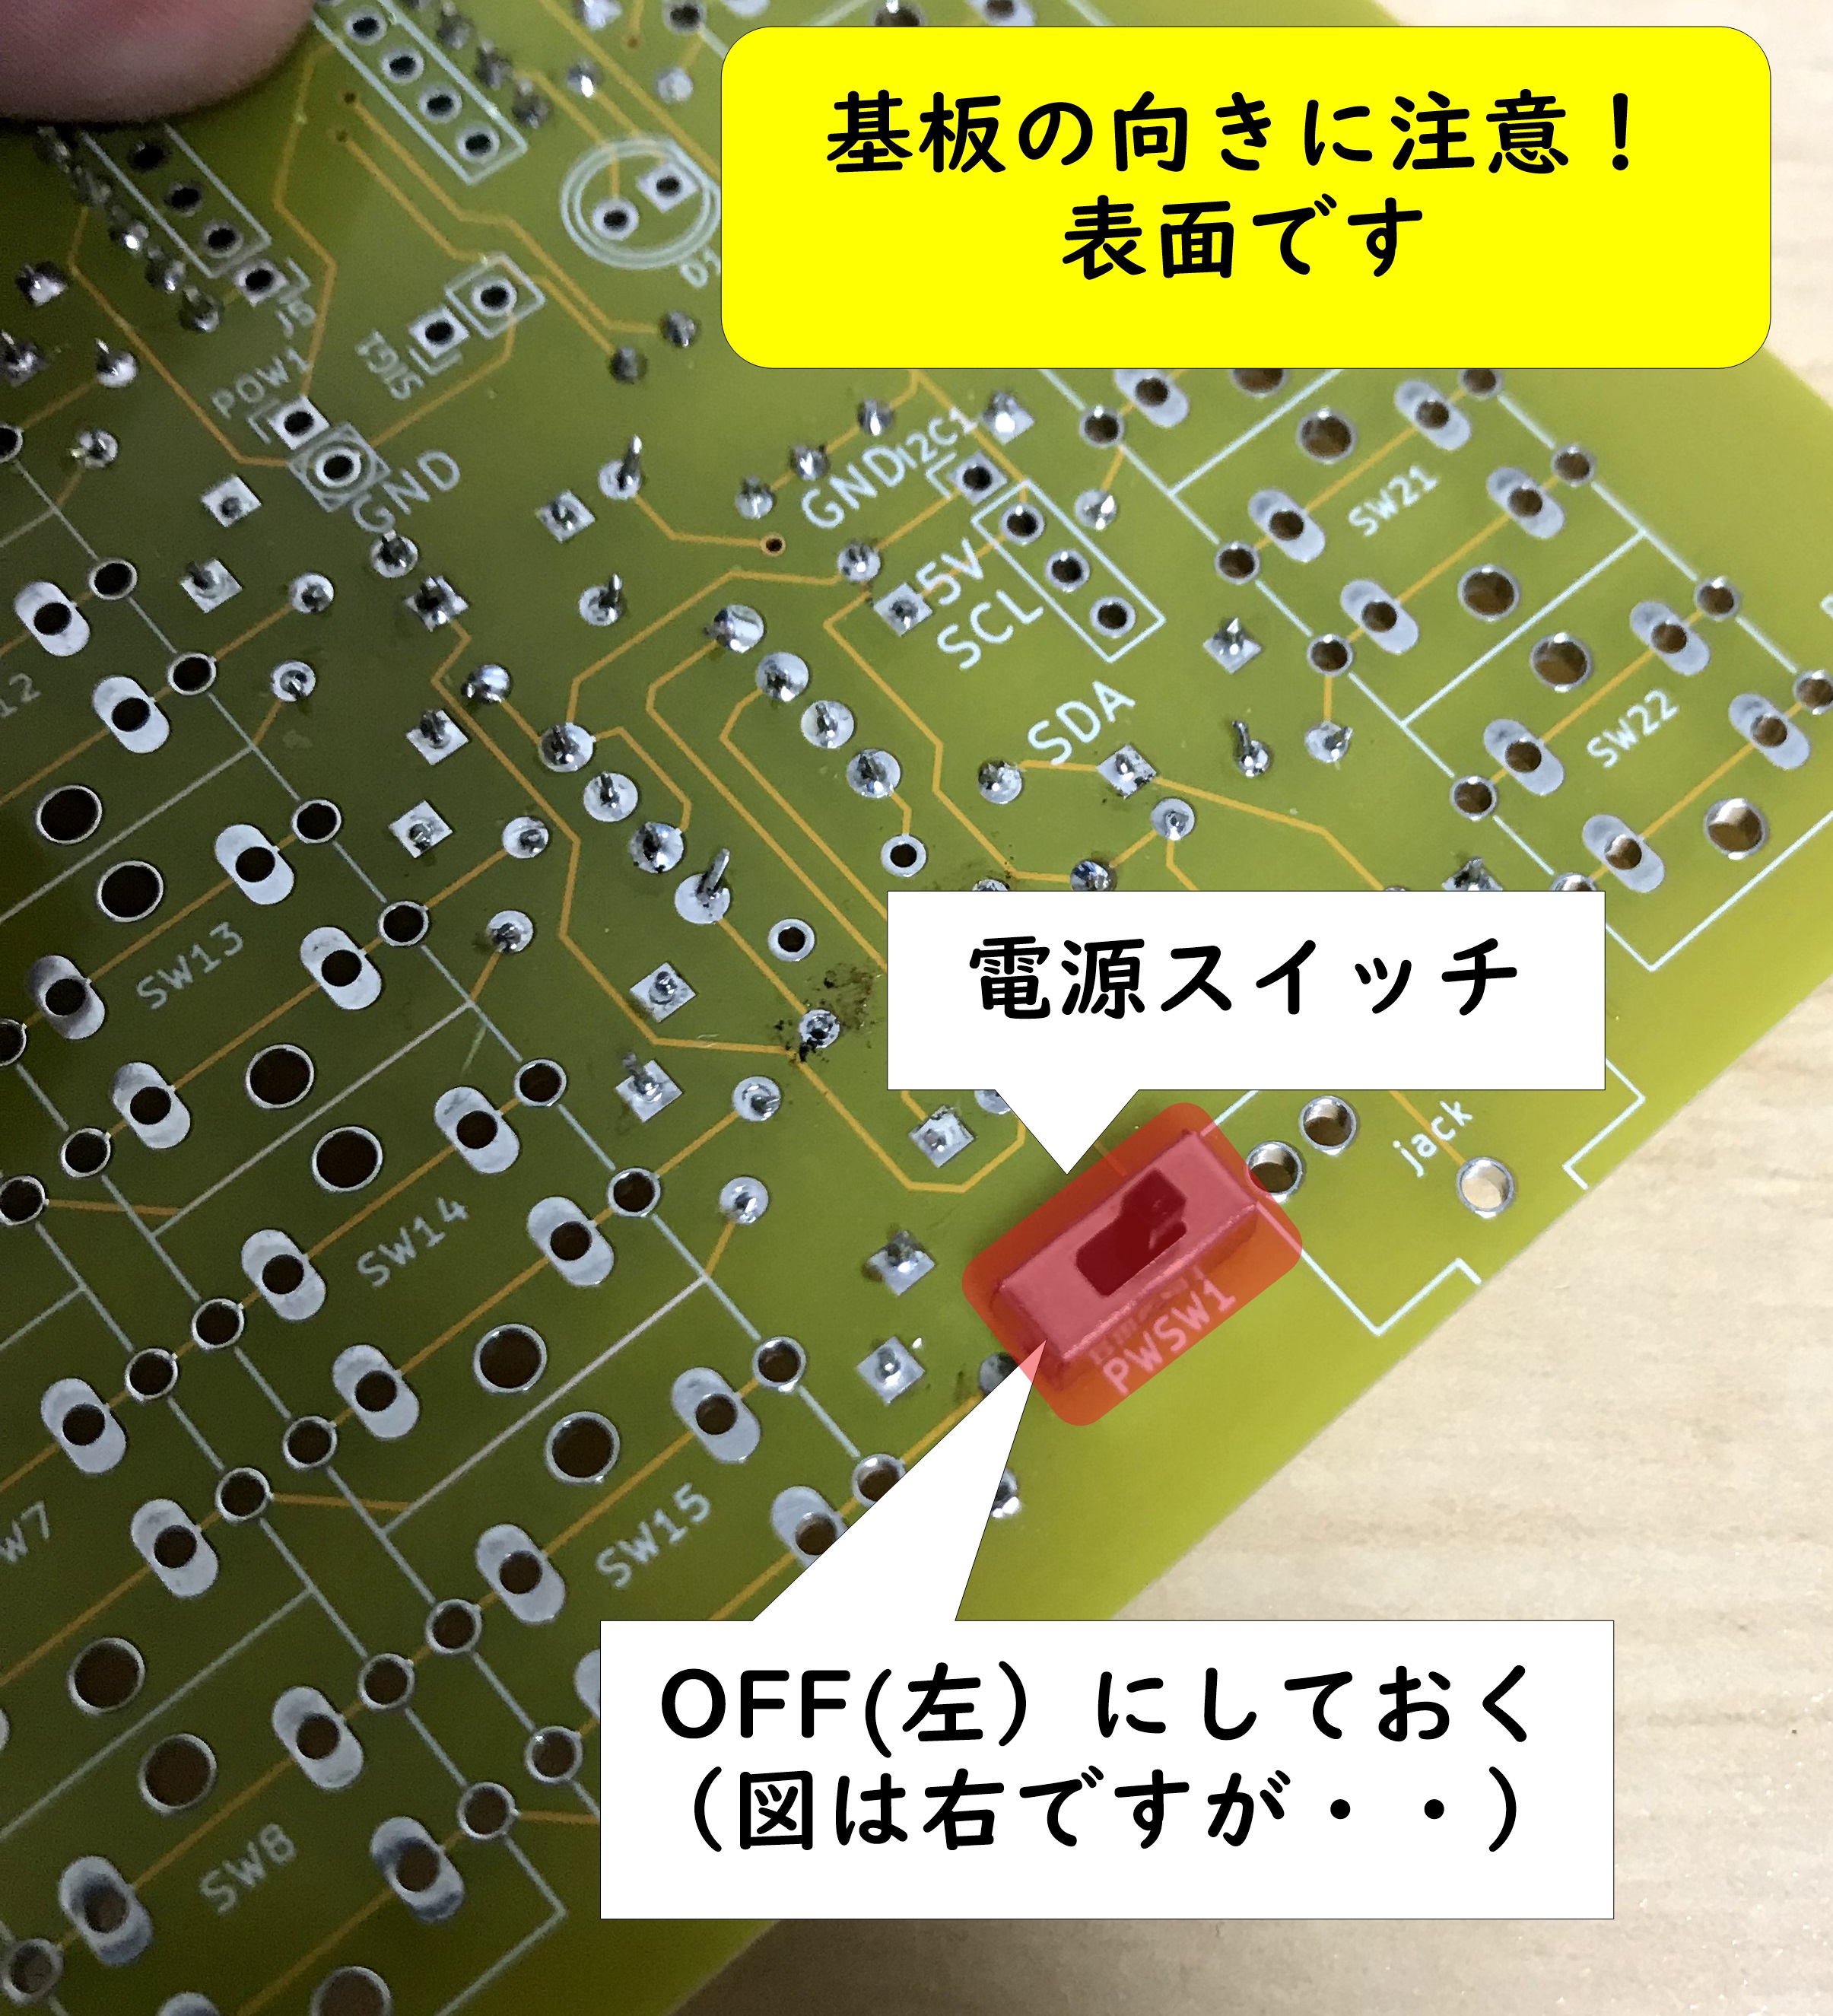 基板の向きに注意！
表面です
D1
J5
SIG1
POW1
GND
GND
I2C1
5V
SCL
SDA
SW21
SW22
12
電源スイッチ
SW13
jack
SW14
PWSW1
SW15
W7
OFF(左）にしておく
（図は右ですが・・）
SW8